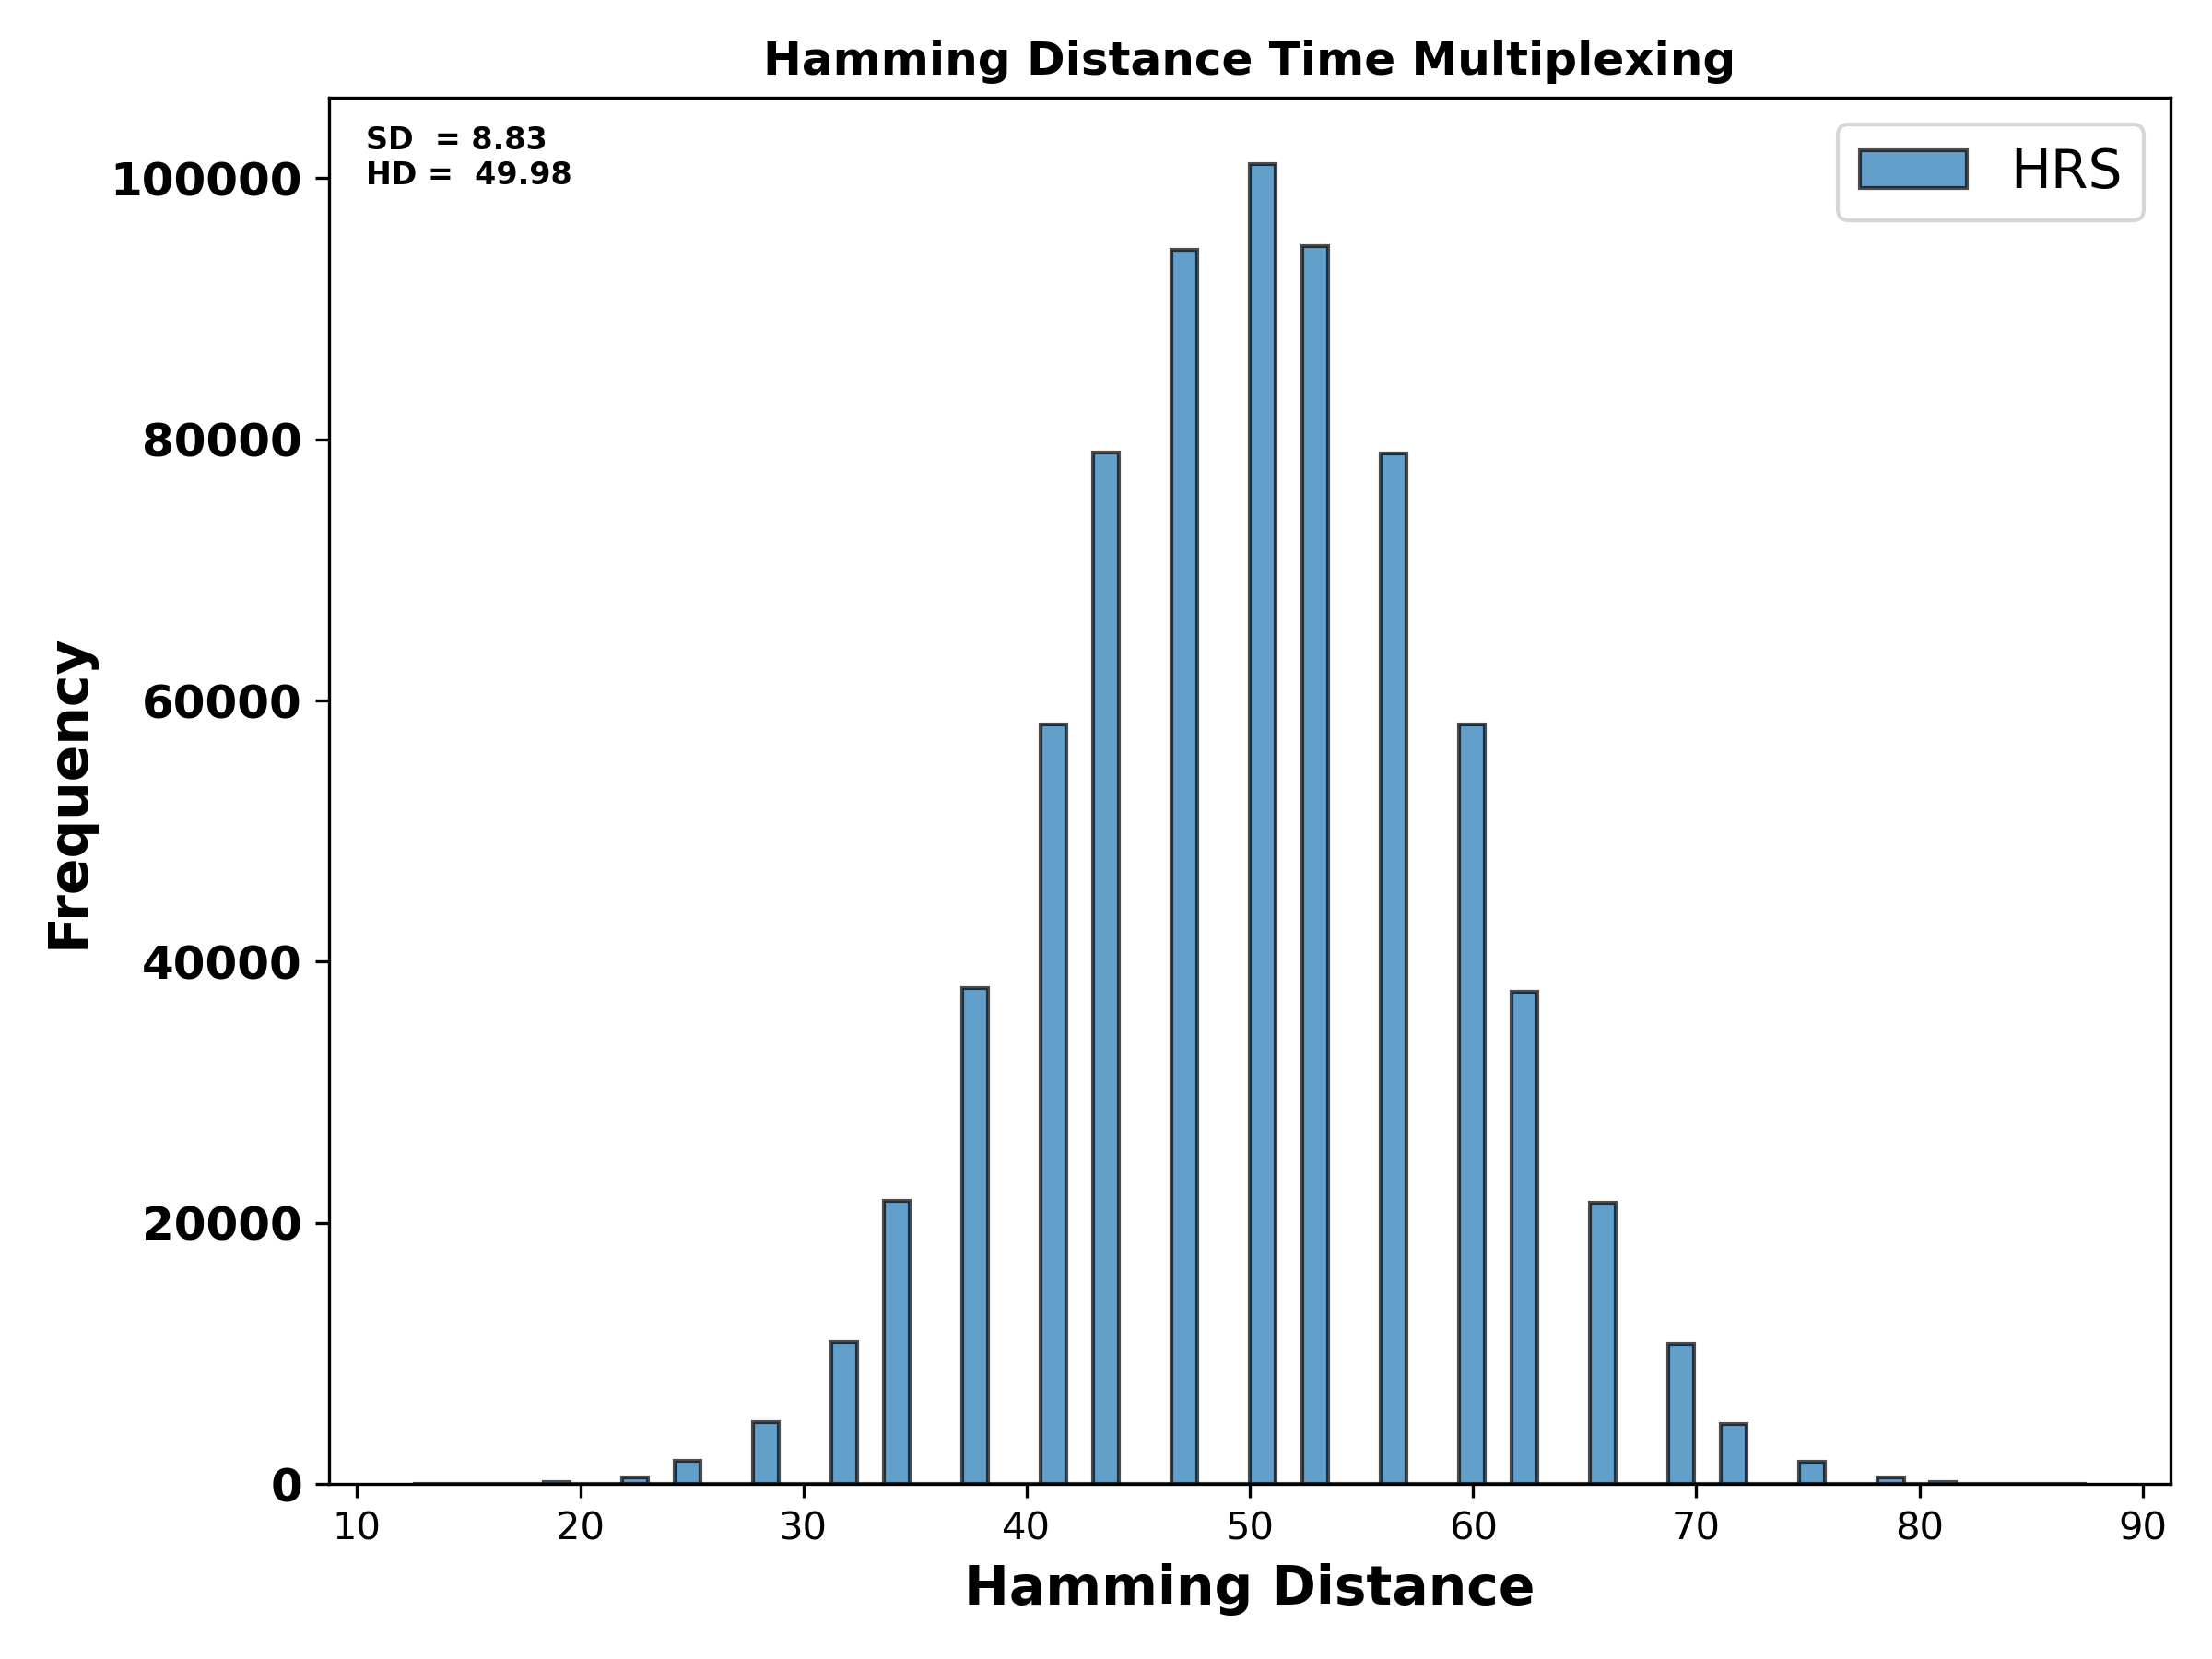 Hamming Distance Time Multiplexing
SD  = 8.83
HD =  49.98
HRS
100000
80000
60000
40000
20000
0
Frequency
10 20 30 40 50 60 70 80 90
Hamming Distance